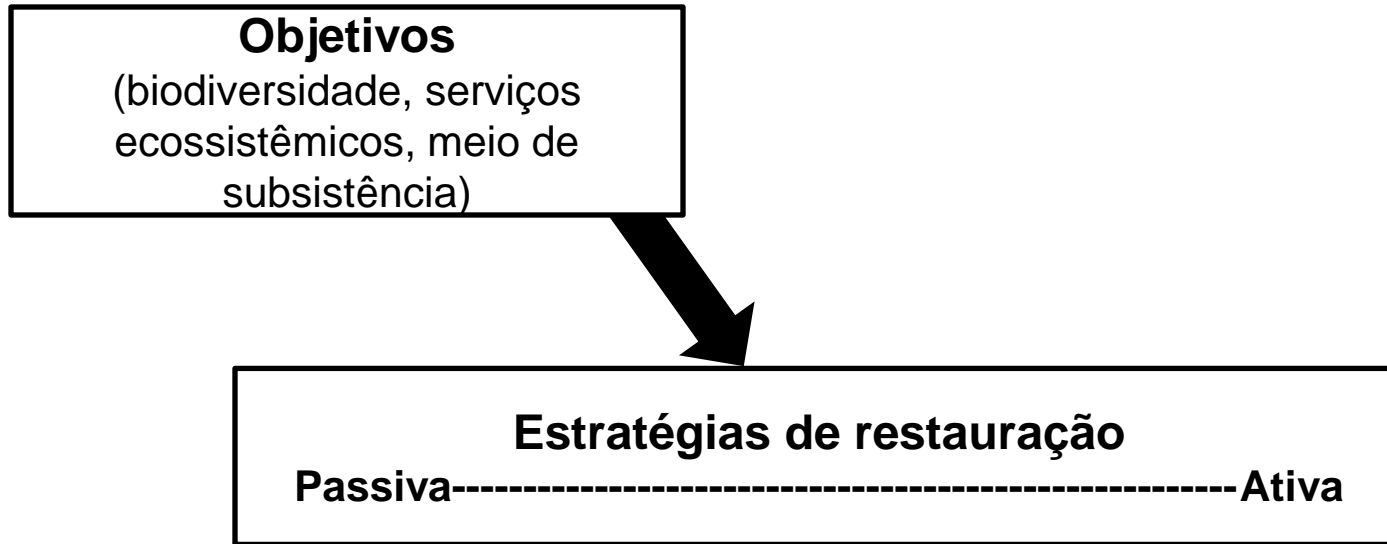 Objetivos
(biodiversidade, serviços
ecossistêmicos, meio de
subsistência)
Estratégias de restauração
Passiva-------------------------------------------------------Ativa